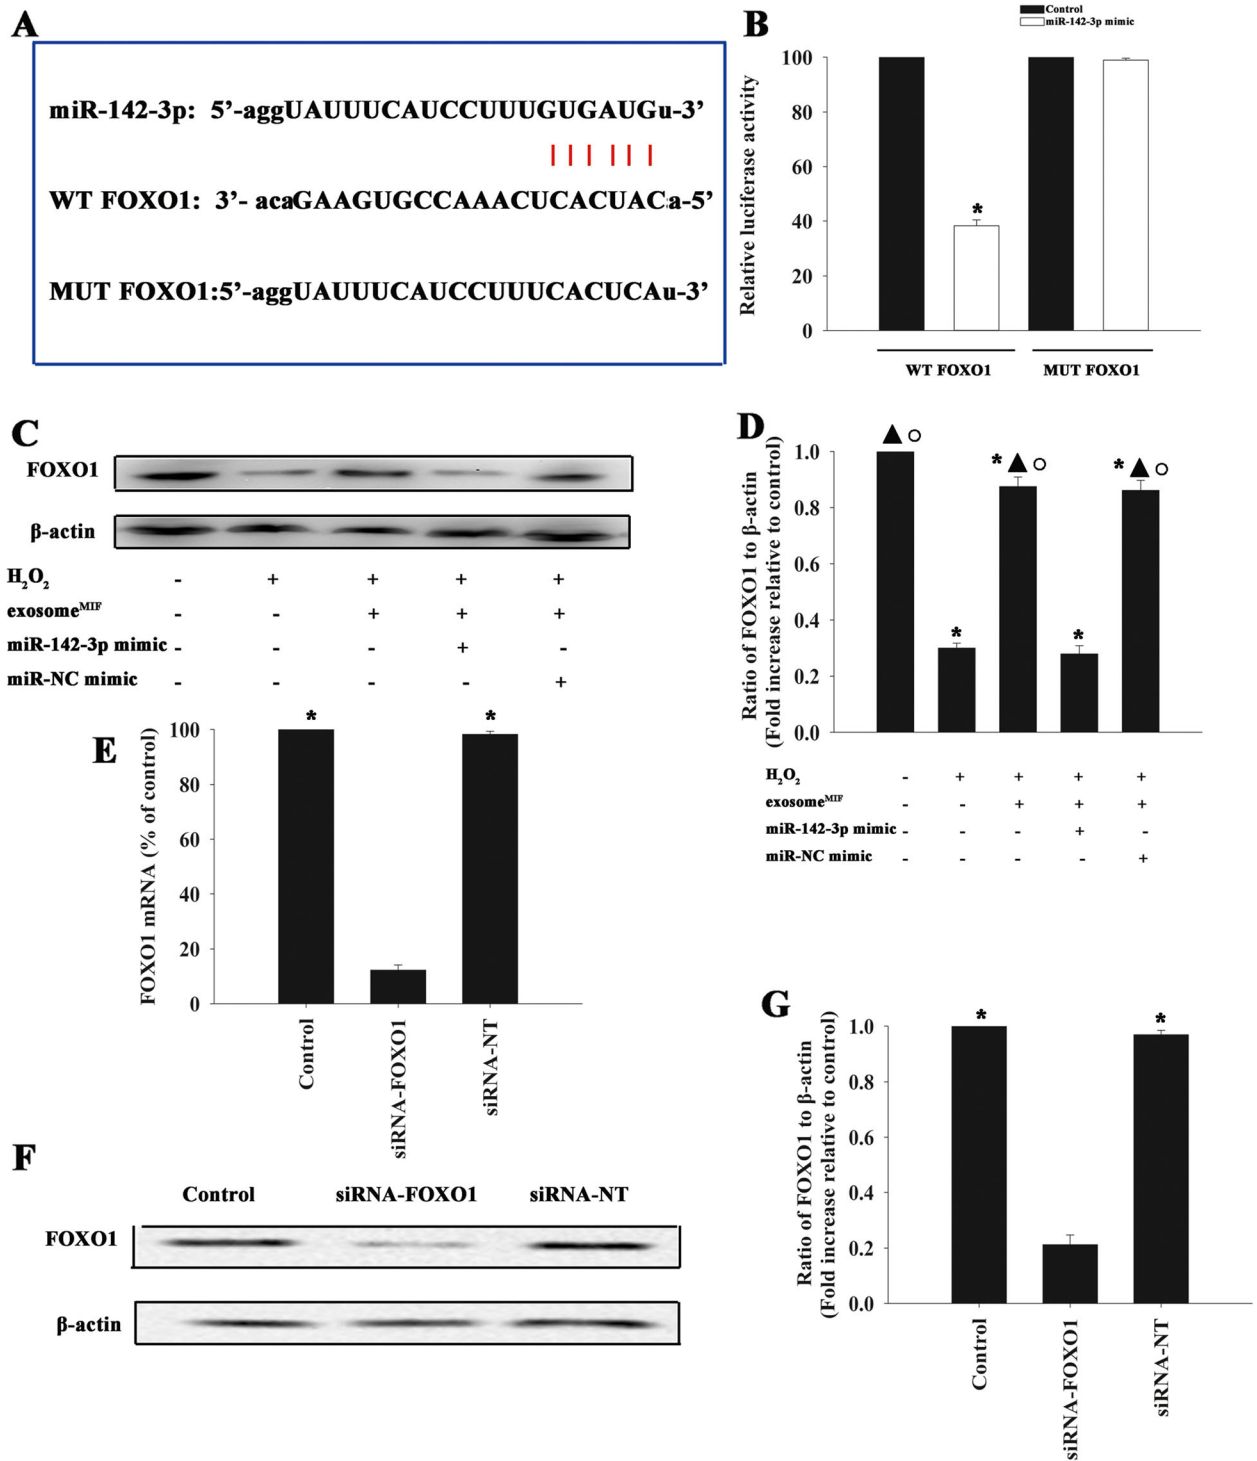 A
miR-142-3p: 5’-aggUAUUUCAUCCUUUGUGAUGu-3’
WT FOXO1: 3’- acaGAAGUGCCAAACUCACUACa-5’
MUT FOXO1:5’-aggUAUUUCAUCCUUUCACUCAu-3’
B
Control
miR-142-3p mimic
Relative luciferase activity
100
80
60
40
20
0
*
WT FOXO1
MUT FOXO1
C
FOXO1
β-actin
H₂O₂ - + + + +
exosomeᴹᴵᶠ - - + + +
miR-142-3p mimic - - - + -
miR-NC mimic - - - - +
D
Ratio of FOXO1 to β-actin
(Fold increase relative to control)
1.0
0.8
0.6
0.4
0.2
0.0
▲ ○
*
* ▲ ○
*
* ▲ ○
H₂O₂ - + + + +
exosomeᴹᴵᶠ - - + + +
miR-142-3p mimic - - - + -
miR-NC mimic - - - - +
E
FOXO1 mRNA (% of control)
100
80
60
40
20
0
*
*
Control
siRNA-FOXO1
siRNA-NT
F
Control siRNA-FOXO1 siRNA-NT
FOXO1
β-actin
G
Ratio of FOXO1 to β-actin
(Fold increase relative to control)
1.0
0.8
0.6
0.4
0.2
0.0
*
*
Control
siRNA-FOXO1
siRNA-NT